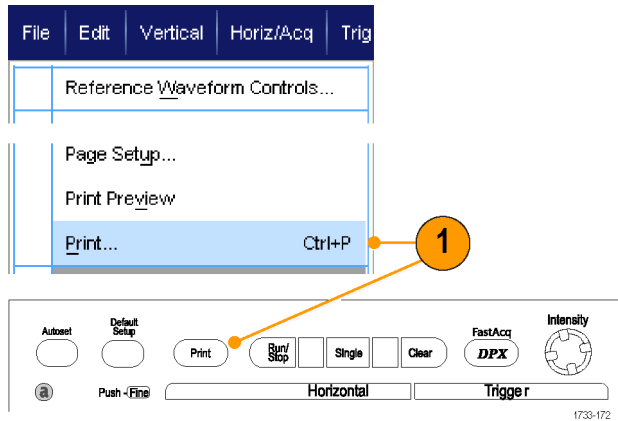 File Edit Vertical Horiz/Acq Trig
Reference Waveform Controls...
Page Setup...
Print Preview
Print... Ctrl+P
1
Autoset
Default Setup
Print
Run/Stop
Single
Clear
FastAcq
DPX
Intensity
a
Push - Fine
Horizontal
Trigger
1733-172